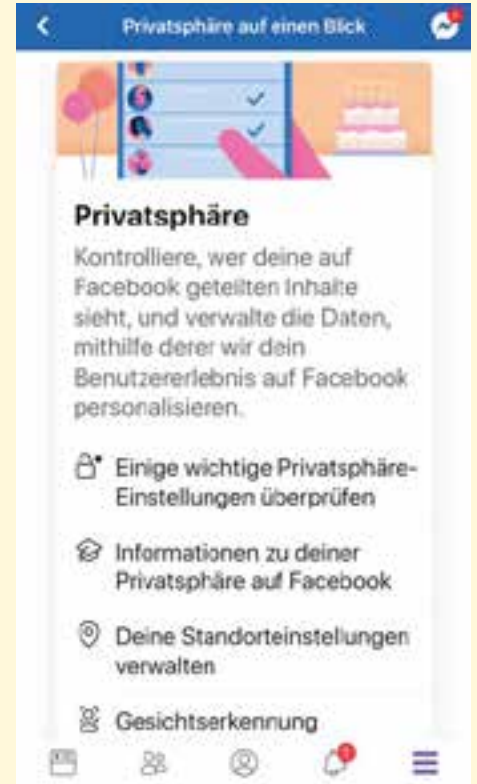 Privatsphäre auf einen Blick
Privatsphäre
Kontrolliere, wer deine auf
Facebook geteilten Inhalte
sieht, und verwalte die Daten,
mithilfe derer wir dein
Benutzererlebnis auf Facebook
personalisieren.
Einige wichtige Privatsphäre-
Einstellungen überprüfen
Informationen zu deiner
Privatsphäre auf Facebook
Deine Standorteinstellungen
verwalten
Gesichtserkennung